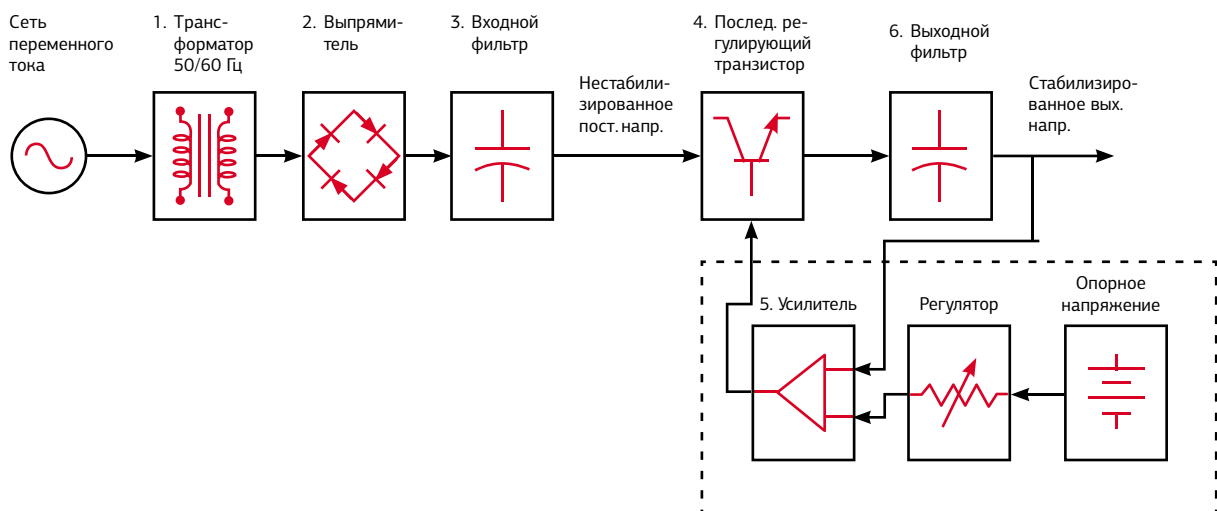 Сеть
переменного
тока
1. Транс-
форматор
50/60 Гц
2. Выпрями-
тель
3. Входной
фильтр
Нестабили-
зированное
пост. напр.
4. Послед. ре-
гулирующий
транзистор
6. Выходной
фильтр
Стабилизиро-
ванное вых.
напр.
5. Усилитель
Регулятор
Опорное
напряжение